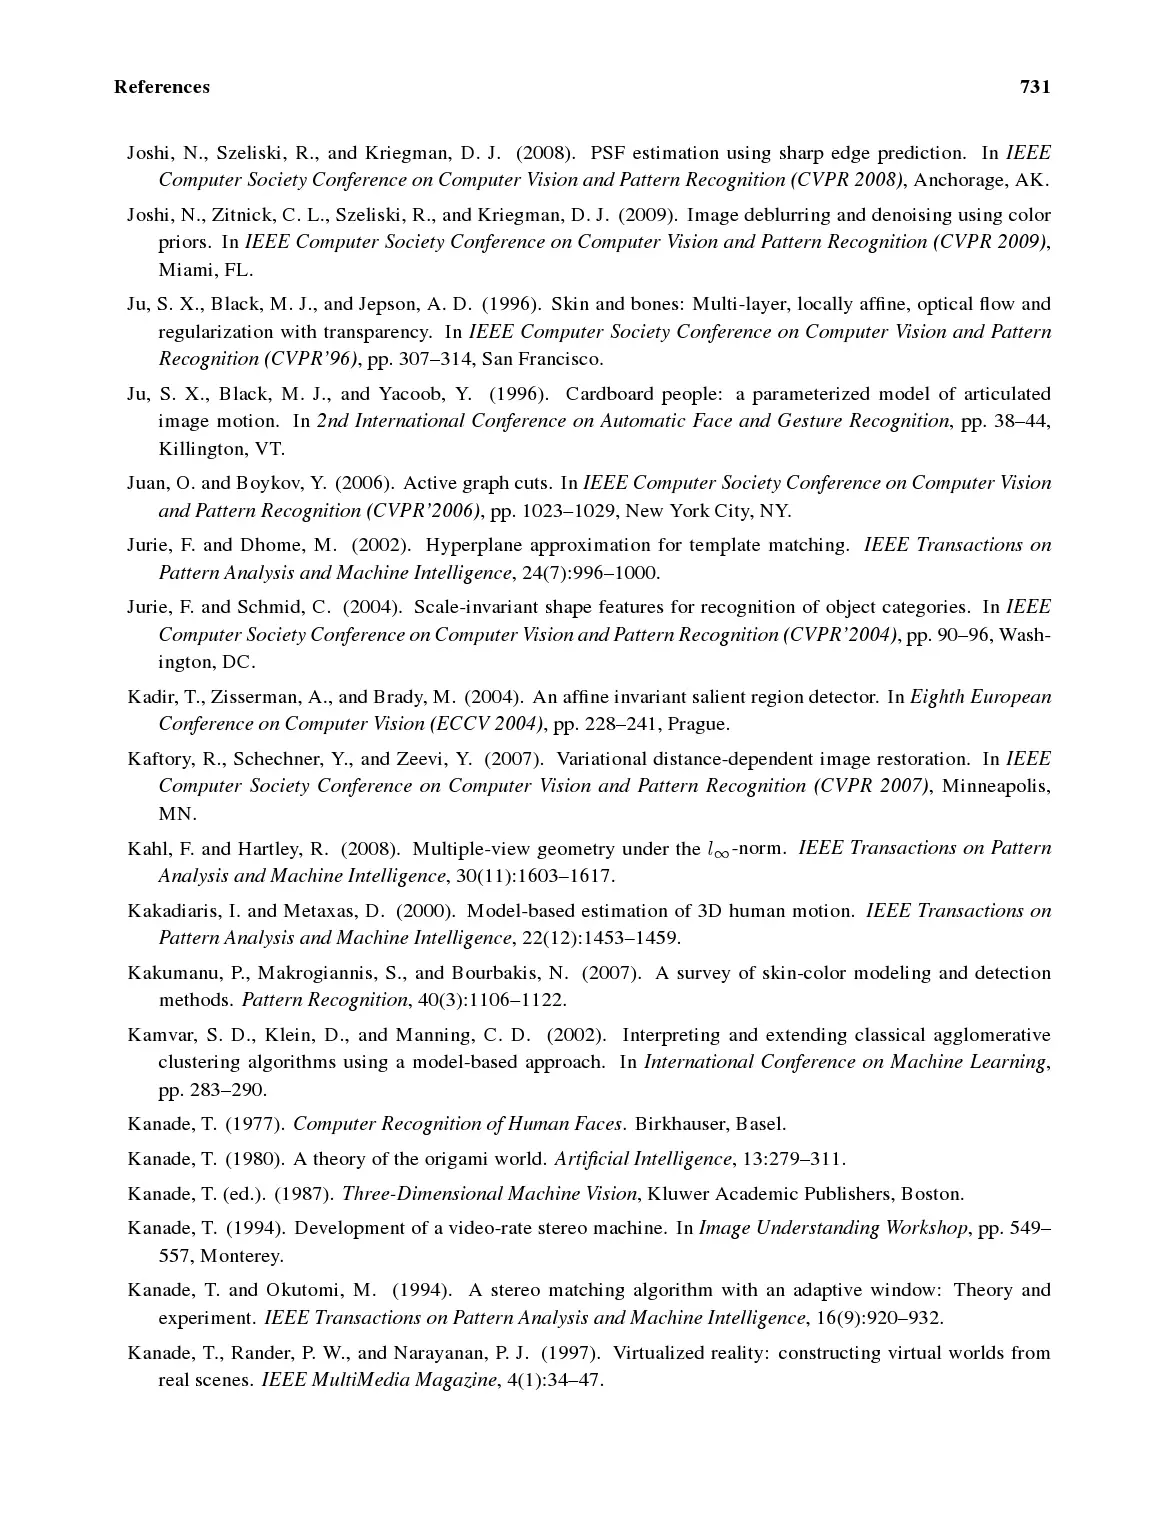 References 731
Joshi, N., Szeliski, R., and Kriegman, D. J. (2008). PSF estimation using sharp edge prediction. In IEEE
Computer Society Conference on Computer Vision and Pattern Recognition (CVPR 2008), Anchorage, AK.
Joshi, N., Zitnick, C. L., Szeliski, R., and Kriegman, D. J. (2009). Image deblurring and denoising using color
priors. In IEEE Computer Society Conference on Computer Vision and Pattern Recognition (CVPR 2009),
Miami, FL.
Ju, S. X., Black, M. J., and Jepson, A. D. (1996). Skin and bones: Multi-layer, locally affine, optical flow and
regularization with transparency. In IEEE Computer Society Conference on Computer Vision and Pattern
Recognition (CVPR'96), pp. 307–314, San Francisco.
Ju, S. X., Black, M. J., and Yacoob, Y. (1996). Cardboard people: a parameterized model of articulated
image motion. In 2nd International Conference on Automatic Face and Gesture Recognition, pp. 38–44,
Killington, VT.
Juan, O. and Boykov, Y. (2006). Active graph cuts. In IEEE Computer Society Conference on Computer Vision
and Pattern Recognition (CVPR'2006), pp. 1023–1029, New York City, NY.
Jurie, F. and Dhome, M. (2002). Hyperplane approximation for template matching. IEEE Transactions on
Pattern Analysis and Machine Intelligence, 24(7):996–1000.
Jurie, F. and Schmid, C. (2004). Scale-invariant shape features for recognition of object categories. In IEEE
Computer Society Conference on Computer Vision and Pattern Recognition (CVPR'2004), pp. 90–96, Wash-
ington, DC.
Kadir, T., Zisserman, A., and Brady, M. (2004). An affine invariant salient region detector. In Eighth European
Conference on Computer Vision (ECCV 2004), pp. 228–241, Prague.
Kaftory, R., Schechner, Y., and Zeevi, Y. (2007). Variational distance-dependent image restoration. In IEEE
Computer Society Conference on Computer Vision and Pattern Recognition (CVPR 2007), Minneapolis,
MN.
Kahl, F. and Hartley, R. (2008). Multiple-view geometry under the l∞-norm. IEEE Transactions on Pattern
Analysis and Machine Intelligence, 30(11):1603–1617.
Kakadiaris, I. and Metaxas, D. (2000). Model-based estimation of 3D human motion. IEEE Transactions on
Pattern Analysis and Machine Intelligence, 22(12):1453–1459.
Kakumanu, P., Makrogiannis, S., and Bourbakis, N. (2007). A survey of skin-color modeling and detection
methods. Pattern Recognition, 40(3):1106–1122.
Kamvar, S. D., Klein, D., and Manning, C. D. (2002). Interpreting and extending classical agglomerative
clustering algorithms using a model-based approach. In International Conference on Machine Learning,
pp. 283–290.
Kanade, T. (1977). Computer Recognition of Human Faces. Birkhauser, Basel.
Kanade, T. (1980). A theory of the origami world. Artificial Intelligence, 13:279–311.
Kanade, T. (ed.). (1987). Three-Dimensional Machine Vision, Kluwer Academic Publishers, Boston.
Kanade, T. (1994). Development of a video-rate stereo machine. In Image Understanding Workshop, pp. 549–
557, Monterey.
Kanade, T. and Okutomi, M. (1994). A stereo matching algorithm with an adaptive window: Theory and
experiment. IEEE Transactions on Pattern Analysis and Machine Intelligence, 16(9):920–932.
Kanade, T., Rander, P. W., and Narayanan, P. J. (1997). Virtualized reality: constructing virtual worlds from
real scenes. IEEE MultiMedia Magazine, 4(1):34–47.